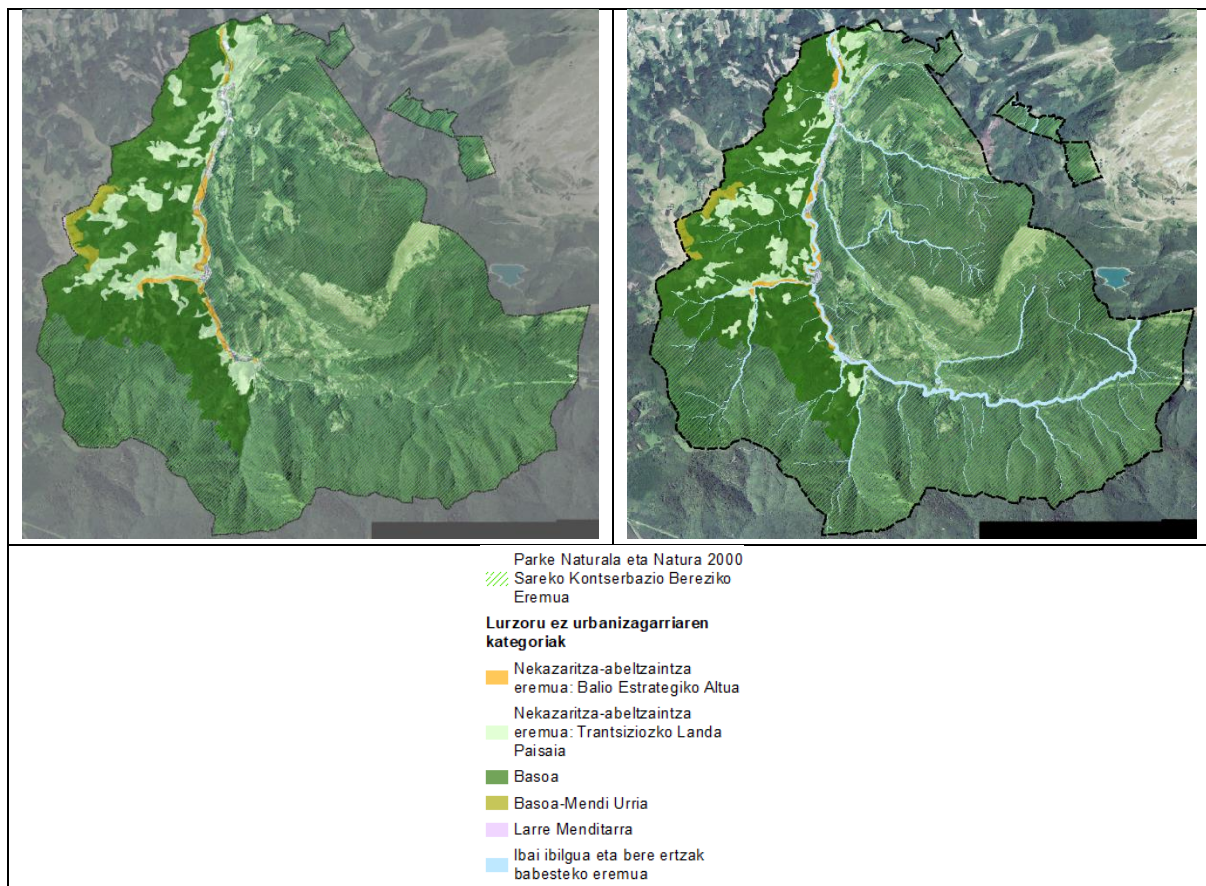 Parke Naturala eta Natura 2000
Sareko Kontserbazio Bereziko
Eremua
Lurzoru ez urbanizagarriaren
kategoriak
Nekazaritza-abeltzaintza
eremua: Balio Estrategiko Altua
Nekazaritza-abeltzaintza
eremua: Trantsiziozko Landa
Paisaia
Basoa
Basoa-Mendi Urria
Larre Menditarra
Ibai ibilgua eta bere ertzak
babesteko eremua